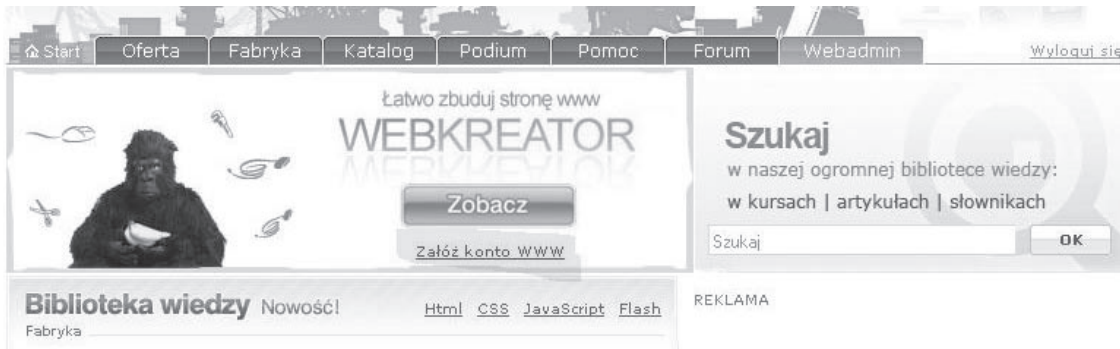 Start Oferta Fabryka Katalog Podium Pomoc Forum Webadmin Wyloguj się
Łatwo zbuduj stronę www
WEBKREATOR
Zobacz
Załóż konto WWW
Szukaj
w naszej ogromnej bibliotece wiedzy:
w kursach | artykułach | słownikach
Szukaj OK
Biblioteka wiedzy Nowość! Html CSS JavaScript Flash
Fabryka
REKLAMA